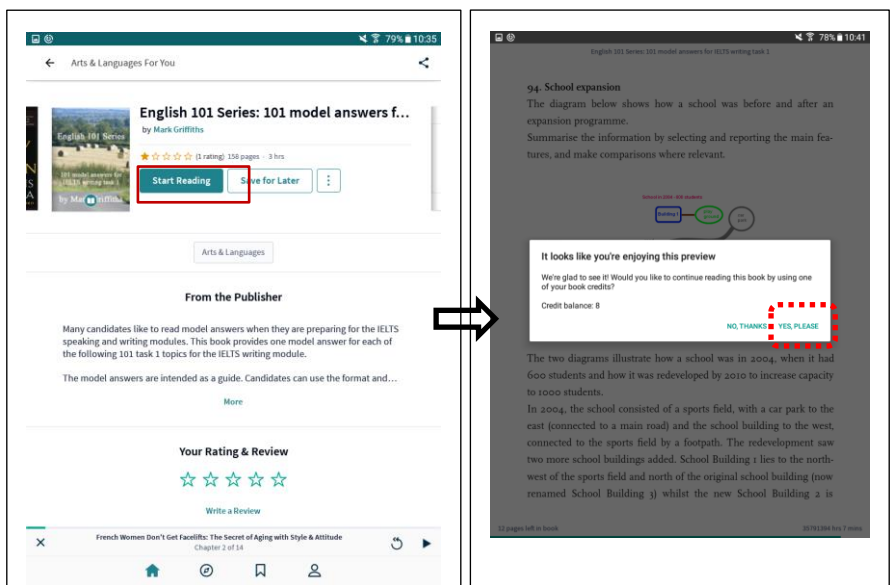 79% 10:35
Arts & Languages For You
English 101 Series
101 model answers for
IELTS writing task 1
English 101 Series: 101 model answers f...
by Mark Griffiths
(1 rating) 158 pages · 3 hrs
Start Reading
Save for Later
Arts & Languages
From the Publisher
Many candidates like to read model answers when they are preparing for the IELTS
speaking and writing modules. This book provides one model answer for each of
the following 101 task 1 topics for the IELTS writing module.
The model answers are intended as a guide. Candidates can use the format and...
More
Your Rating & Review
Write a Review
French Women Don't Get Facelifts: The Secret of Aging with Style & Attitude
Chapter 2 of 14
78% 10:41
English 101 Series: 101 model answers for IELTS writing task 1
94. School expansion
The diagram below shows how a school was before and after an
expansion programme.
Summarise the information by selecting and reporting the main fea-
tures, and make comparisons where relevant.
Building 1
It looks like you're enjoying this preview
We're glad to see it! Would you like to continue reading this book by using one
of your book credits?
Credit balance: 8
NO, THANKS
YES, PLEASE
The two diagrams illustrate how a school was in 2004, when it had
600 students and how it was redeveloped by 2010 to increase capacity
to 1000 students.
In 2004, the school consisted of a sports field, with a car park to the
east (connected to a main road) and the school building to the west,
connected to the sports field by a footpath. The redevelopment saw
two more school buildings added. School Building 1 lies to the north-
west of the sports field and north of the original school building (now
renamed School Building 3) whilst the new School Building 2 is
12 pages left in book
35791394 hrs 7 mins